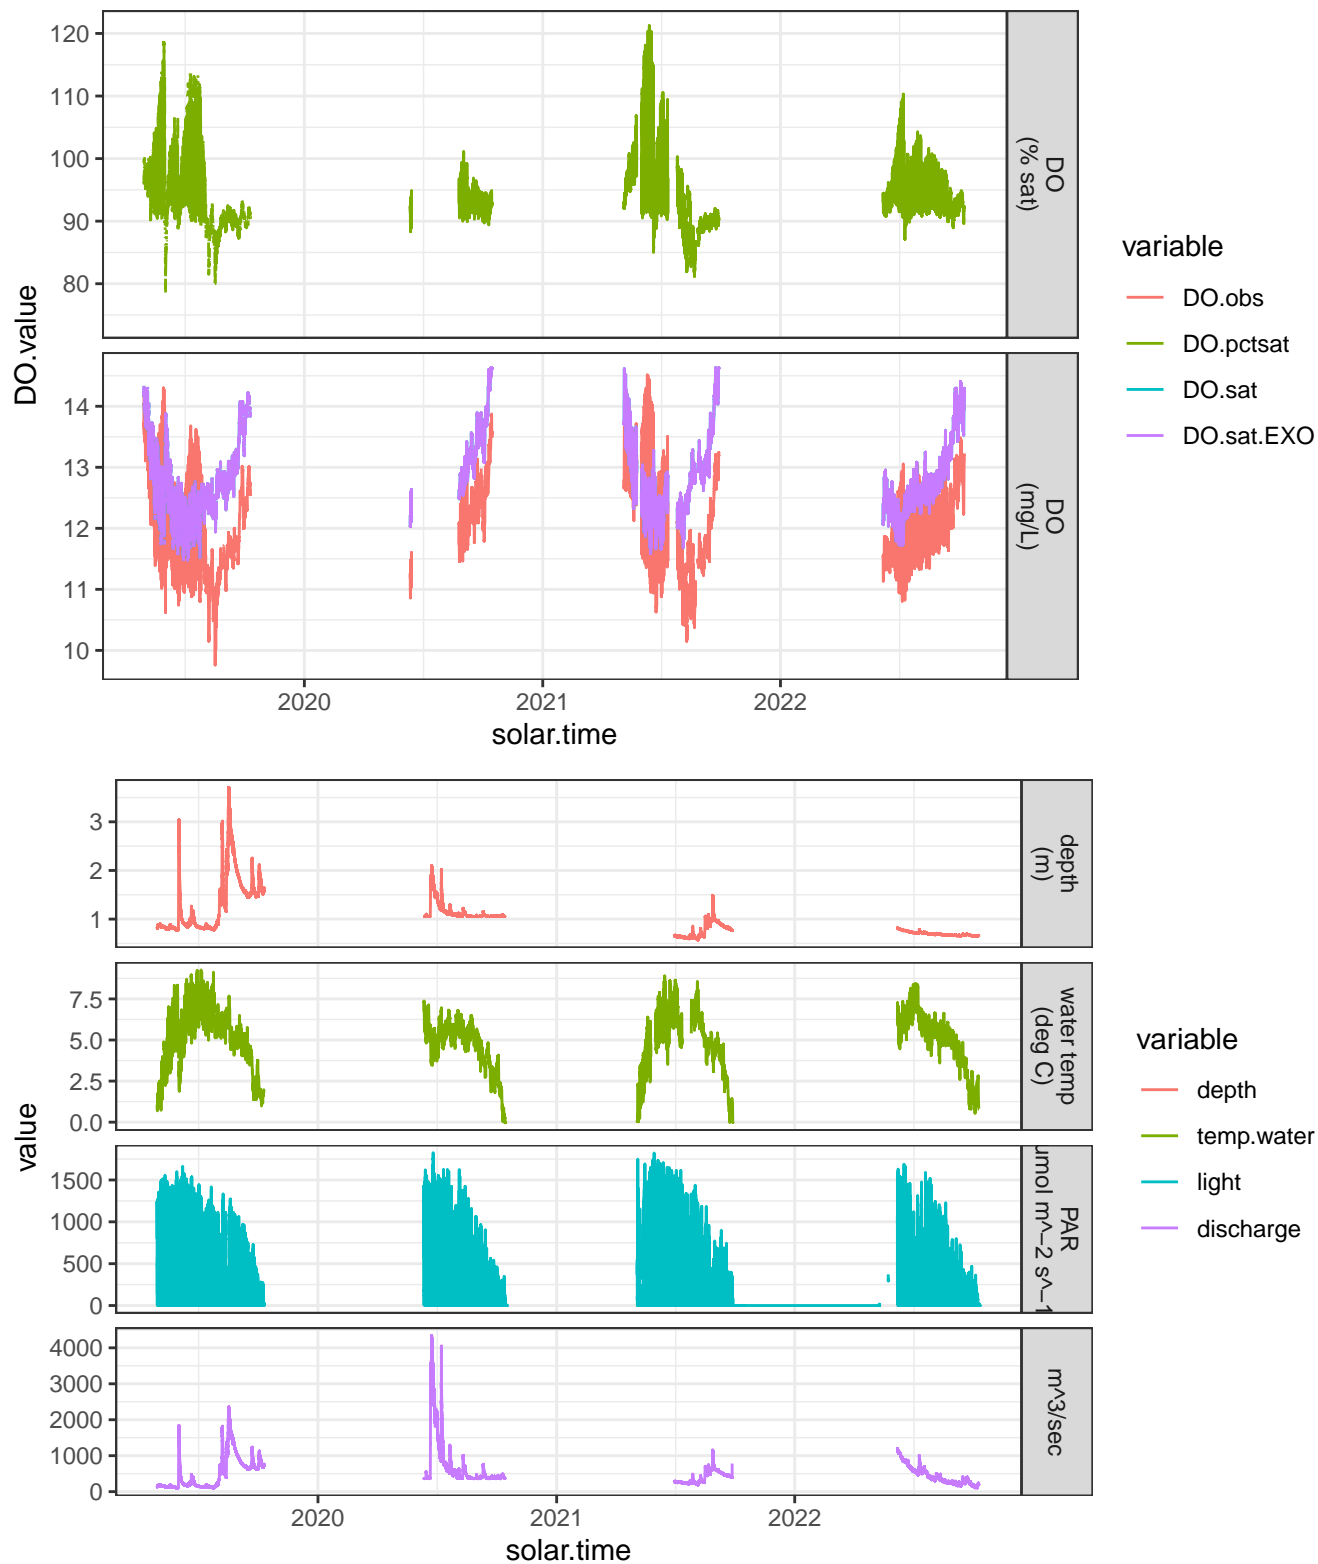 DO.value
120
110
100
90
80
DO
(% sat)
14
13
12
11
10
DO
(mg/L)
2020
2021
2022
solar.time
variable
DO.obs
DO.pctsat
DO.sat
DO.sat.EXO
value
3
2
1
depth
(m)
7.5
5.0
2.5
0.0
water temp
(deg C)
1500
1000
500
0
PAR
umol m^-2 s^-1
4000
3000
2000
1000
0
m^3/sec
2020
2021
2022
solar.time
variable
depth
temp.water
light
discharge